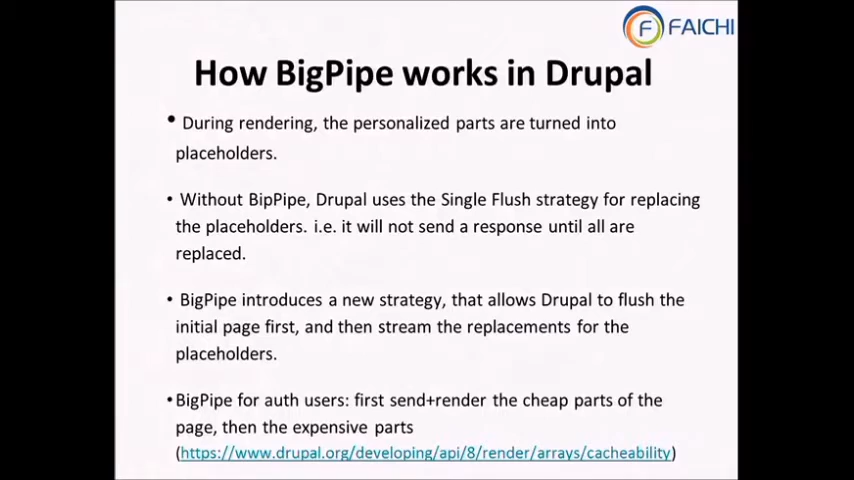 FAICHI
How BigPipe works in Drupal
• During rendering, the personalized parts are turned into
placeholders.
• Without BipPipe, Drupal uses the Single Flush strategy for replacing
the placeholders. i.e. it will not send a response until all are
replaced.
• BigPipe introduces a new strategy, that allows Drupal to flush the
initial page first, and then stream the replacements for the
placeholders.
•BigPipe for auth users: first send+render the cheap parts of the
page, then the expensive parts
(https://www.drupal.org/developing/api/8/render/arrays/cacheability)